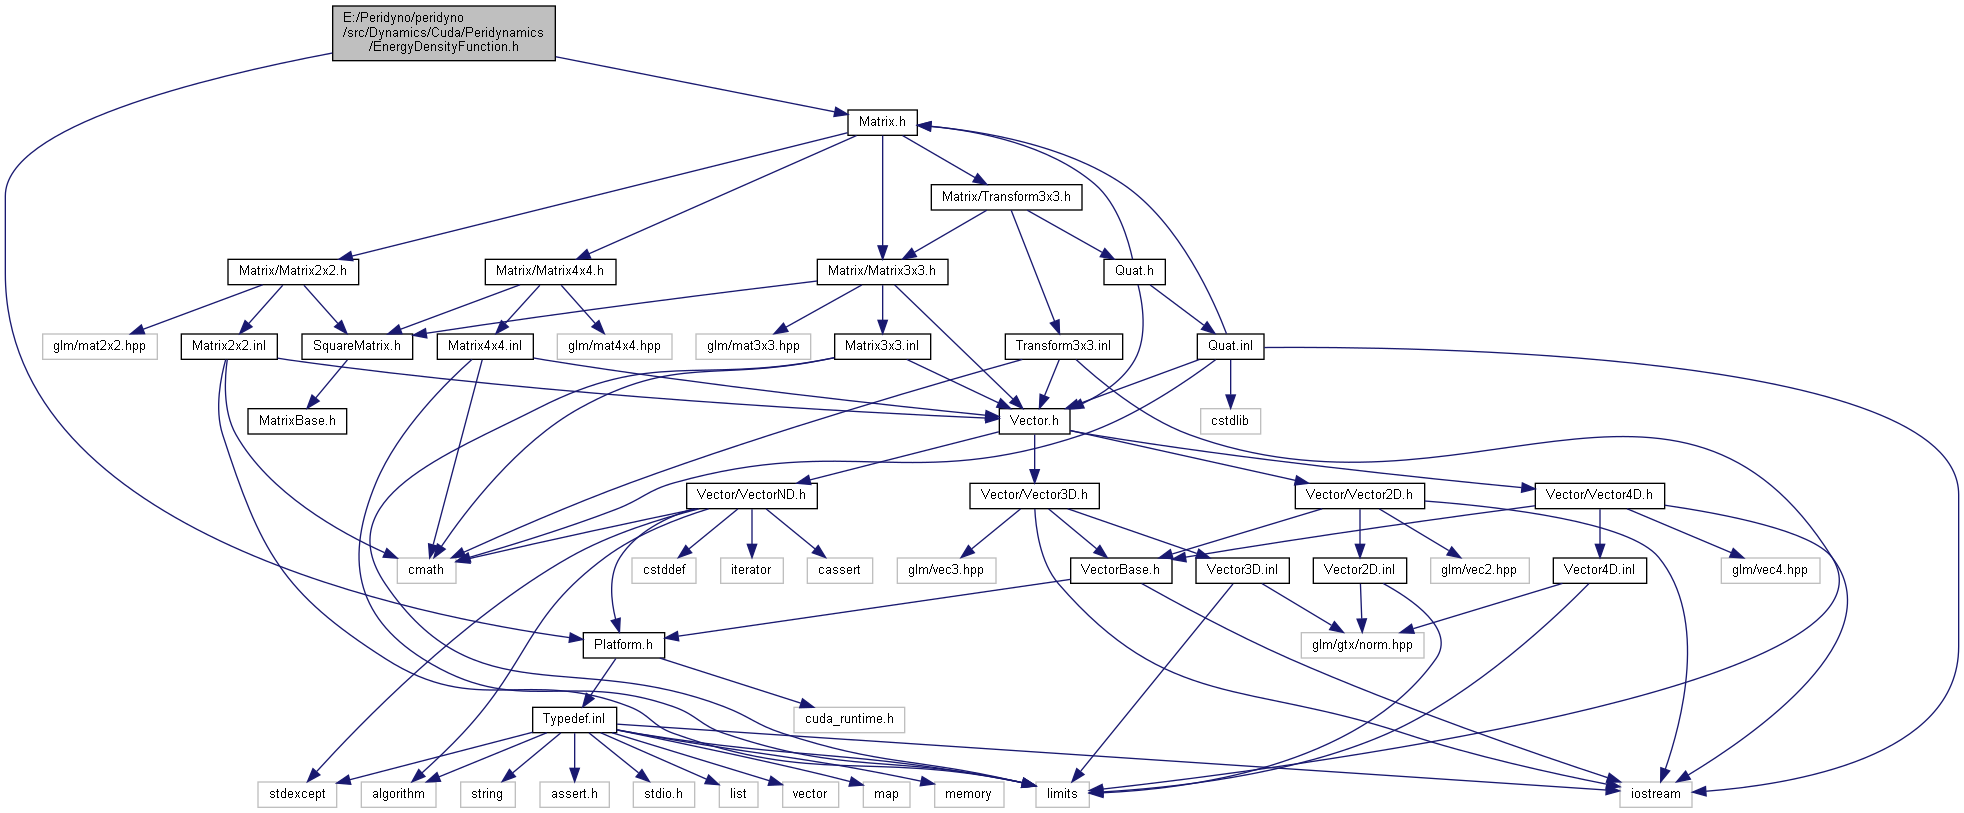 E:/Peridyno/peridyno
/src/Dynamics/Cuda/Peridynamics
/EnergyDensityFunction.h
Matrix.h
Matrix/Transform3x3.h
Matrix/Matrix2x2.h
Matrix/Matrix4x4.h
Matrix/Matrix3x3.h
Quat.h
glm/mat2x2.hpp
Matrix2x2.inl
SquareMatrix.h
Matrix4x4.inl
glm/mat4x4.hpp
glm/mat3x3.hpp
Matrix3x3.inl
Transform3x3.inl
Quat.inl
MatrixBase.h
Vector.h
cstdlib
Vector/VectorND.h
Vector/Vector3D.h
Vector/Vector2D.h
Vector/Vector4D.h
cmath
cstddef
iterator
cassert
glm/vec3.hpp
VectorBase.h
Vector3D.inl
Vector2D.inl
glm/vec2.hpp
Vector4D.inl
glm/vec4.hpp
Platform.h
glm/gtx/norm.hpp
Typedef.inl
cuda_runtime.h
stdexcept
algorithm
string
assert.h
stdio.h
list
vector
map
memory
limits
iostream